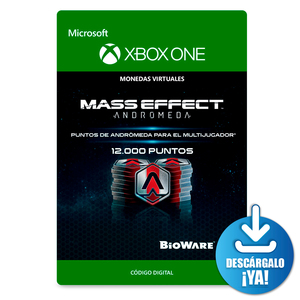 Microsoft
XBOX ONE
MONEDAS VIRTUALES
MASS EFFECT
ANDROMEDA
PUNTOS DE ANDRÓMEDA PARA EL MULTIJUGADOR*
12.000 PUNTOS
BIOWARE
CÓDIGO DIGITAL
DESCÁRGALO
¡YA!